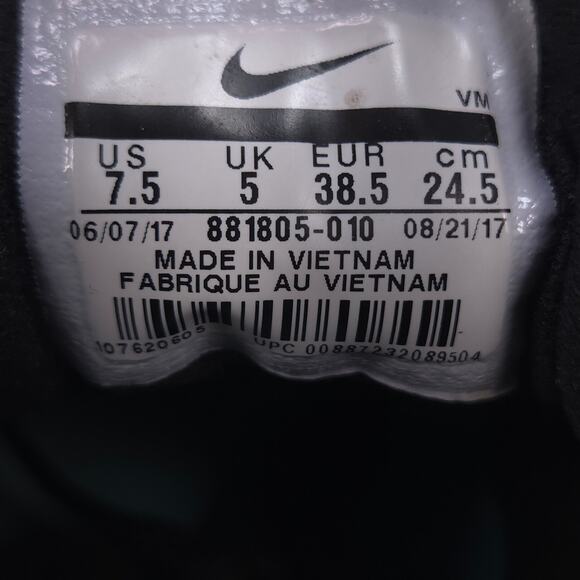 VM
US UK EUR cm
7.5 5 38.5 24.5
06/07/17 881805-010 08/21/17
MADE IN VIETNAM
FABRIQUE AU VIETNAM
107620605 UPC 00887232089504